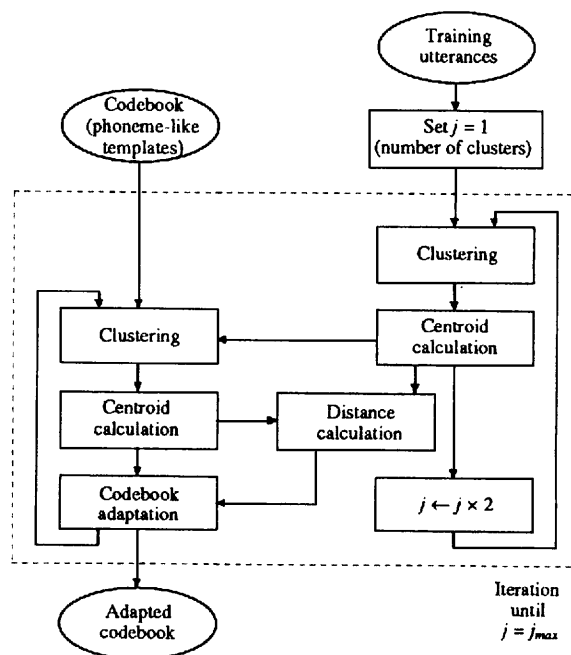 Training
utterances
Codebook
(phoneme-like
templates)
Set j = 1
(number of clusters)
Clustering
Clustering
Centroid
calculation
Centroid
calculation
Distance
calculation
Codebook
adaptation
j ← j × 2
Adapted
codebook
Iteration
until
j = jmax